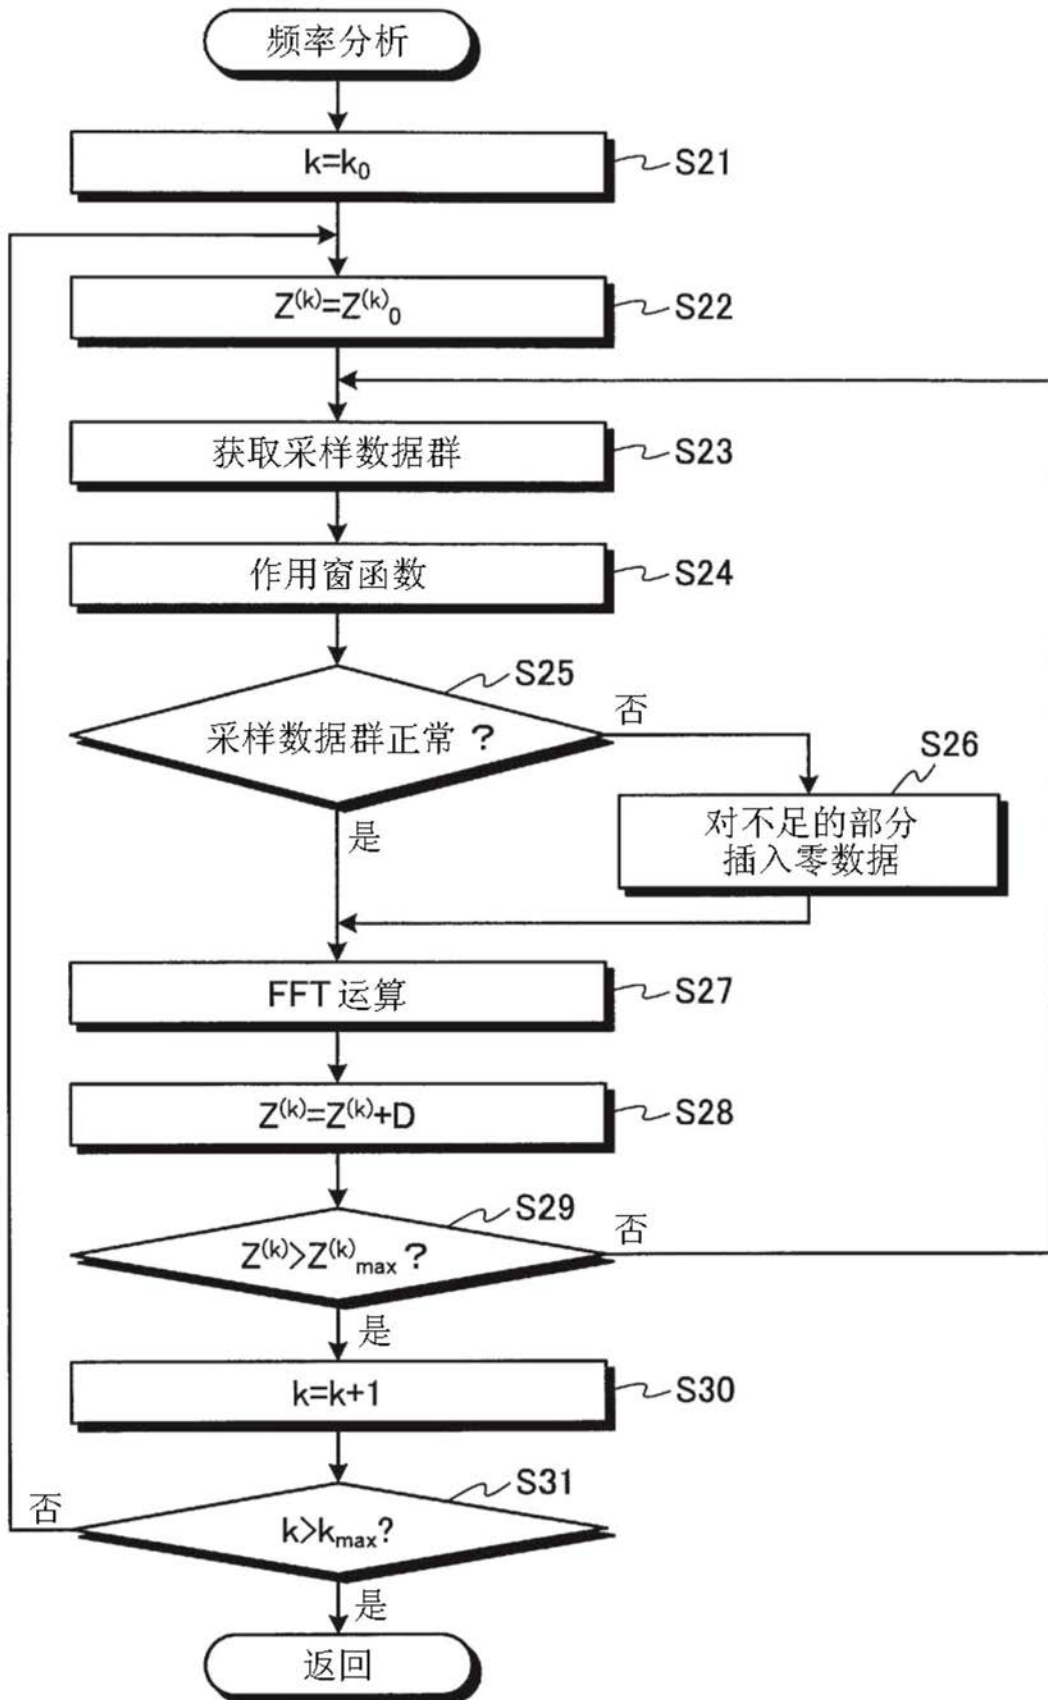 频率分析
k=k₀
S21
Z⁽ᵏ⁾=Z⁽ᵏ⁾₀
S22
获取采样数据群
S23
作用窗函数
S24
S25
采样数据群正常？
否
S26
对不足的部分
插入零数据
是
FFT 运算
S27
Z⁽ᵏ⁾=Z⁽ᵏ⁾+D
S28
S29
Z⁽ᵏ⁾>Z⁽ᵏ⁾max？
否
是
k=k+1
S30
S31
否
k>kmax?
是
返回